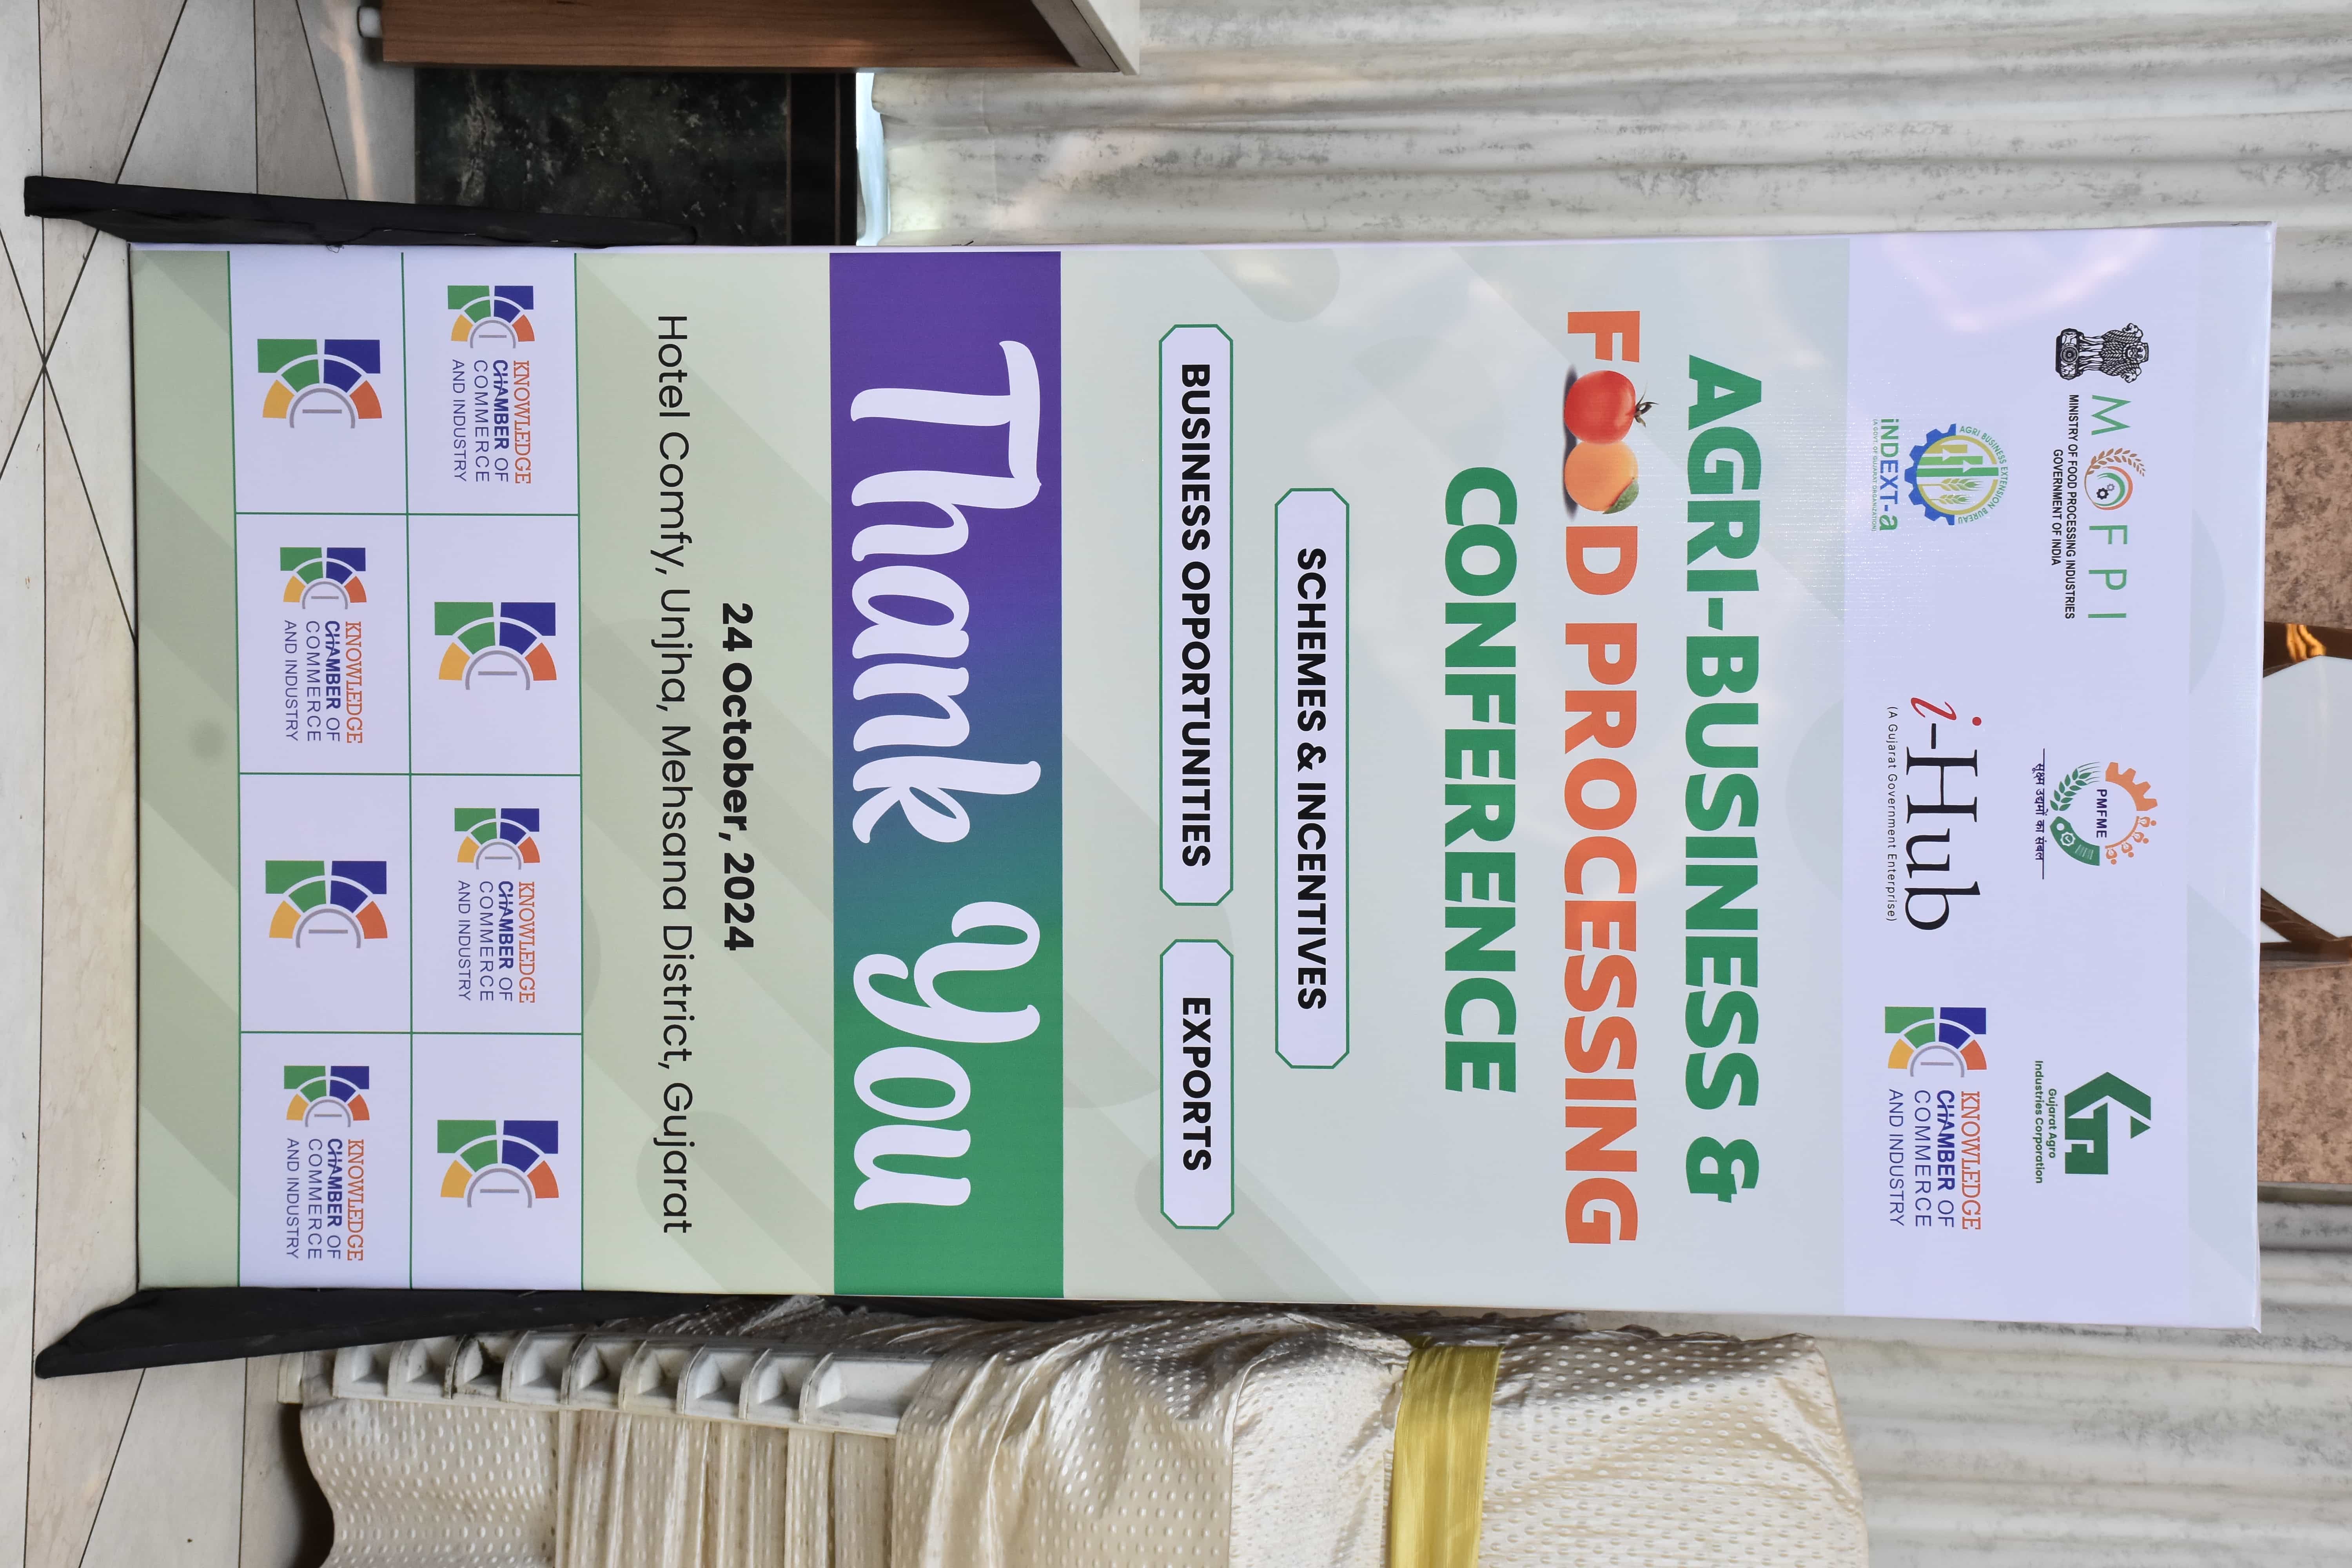 MOFPI
MINISTRY OF FOOD PROCESSING INDUSTRIES
GOVERNMENT OF INDIA
PMFME
सूक्ष्म उद्यमों का संबल
Gujarat Agro
Industries Corporation
AGRI BUSINESS EXTENSION BUREAU
iNDEXT-a
(A GOVT. OF GUJARAT ORGANIZATION)
i-Hub
(A Gujarat Government Enterprise)
KNOWLEDGE
CHAMBER OF
COMMERCE
AND INDUSTRY
AGRI-BUSINESS &
FOOD PROCESSING
CONFERENCE
SCHEMES & INCENTIVES
BUSINESS OPPORTUNITIES
EXPORTS
Thank you
24 October, 2024
Hotel Comfy, Unjha, Mehsana District, Gujarat
KNOWLEDGE
CHAMBER OF
COMMERCE
AND INDUSTRY
KNOWLEDGE
CHAMBER OF
COMMERCE
AND INDUSTRY
KNOWLEDGE
CHAMBER OF
COMMERCE
AND INDUSTRY
KNOWLEDGE
CHAMBER OF
COMMERCE
AND INDUSTRY